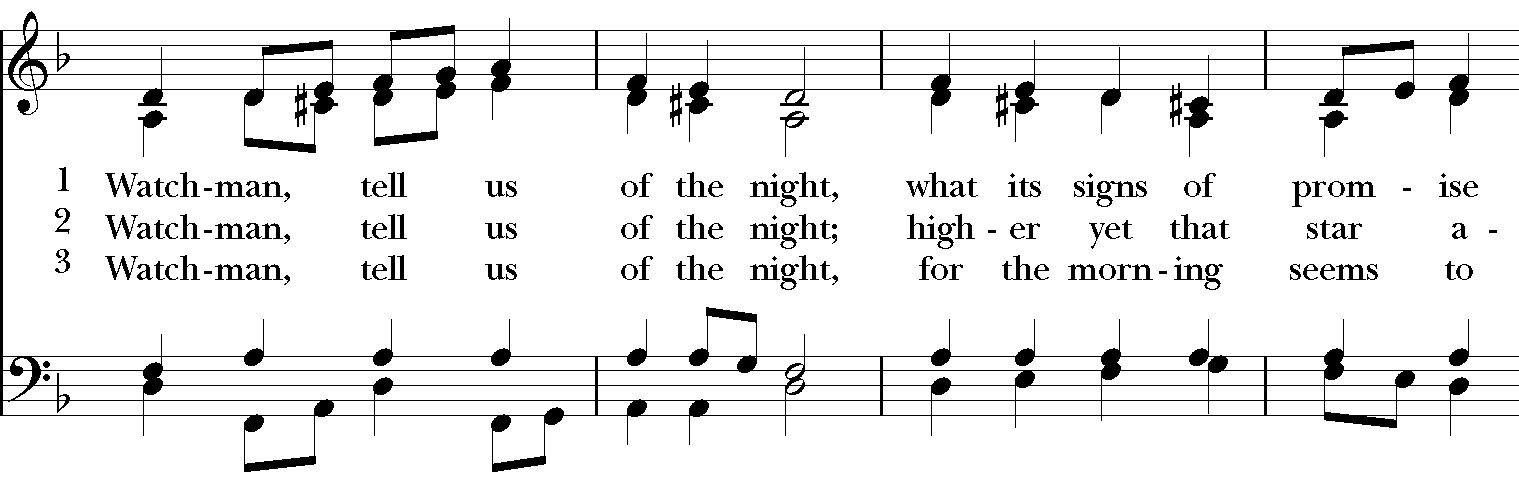 1 Watch-man, tell us of the night, what its signs of prom - ise
2 Watch-man, tell us of the night; high - er yet that star a -
3 Watch-man, tell us of the night, for the morn - ing seems to